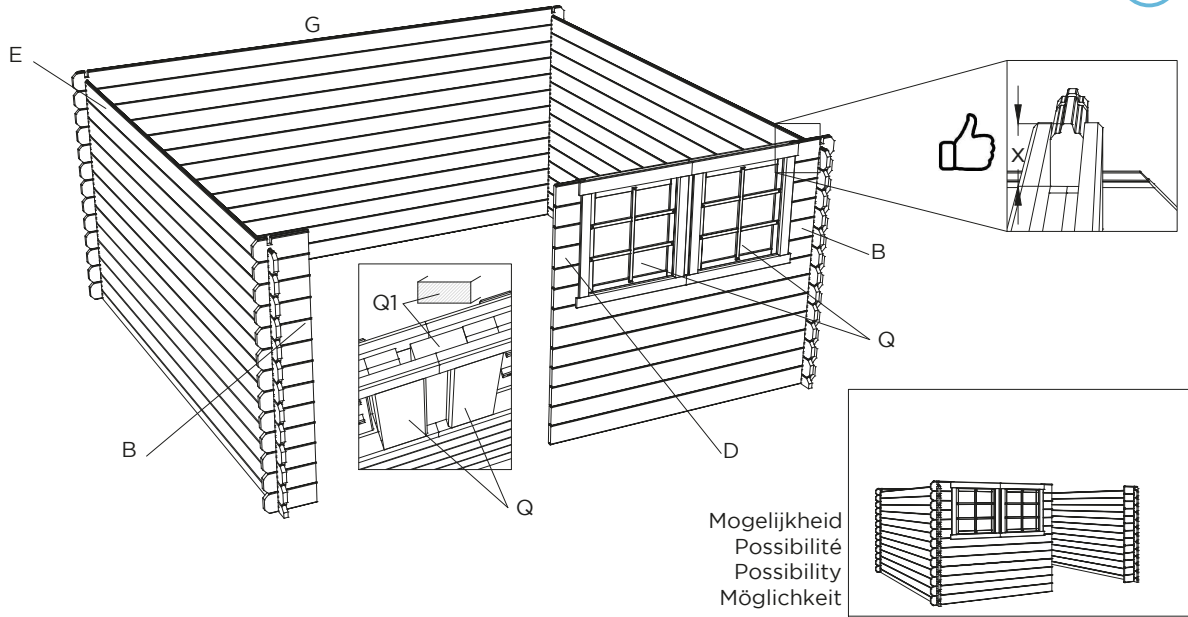 G
E
X
B
Q1
Q
B
D
Q
Mogelijkheid
Possibilité
Possibility
Möglichkeit